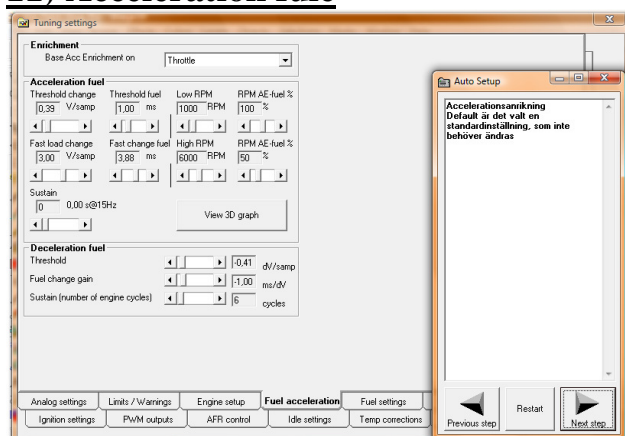 Tuning settings
Enrichment
Base Acc Enrichment on Throttle
Acceleration fuel
Threshold change Threshold fuel Low RPM RPM AE-fuel %
0,39 V/samp 1,00 ms 1000 RPM 100 %
Fast load change Fast change fuel High RPM RPM AE-fuel %
3,00 V/samp 3,88 ms 6000 RPM 50 %
Sustain
0 0,00 s@15Hz
View 3D graph
Deceleration fuel
Threshold -0,41 dV/samp
Fuel change gain -1,00 ms/dV
Sustain (number of engine cycles) 6 cycles
Analog settings Limits / Warnings Engine setup Fuel acceleration Fuel settings
Ignition settings PWM outputs AFR control Idle settings Temp corrections
Auto Setup
Accelerationsanrikning
Default är det valt en
standardinställning, som inte
behöver ändras
Previous step Restart Next step